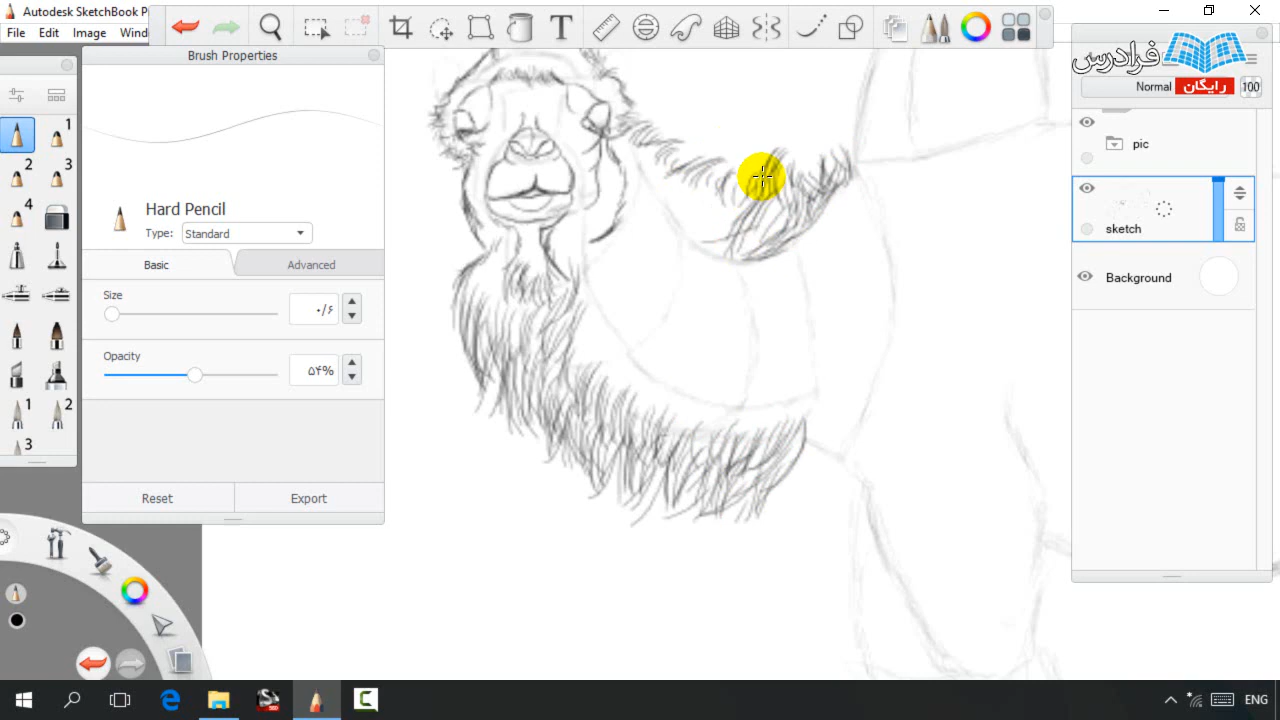 Autodesk SketchBook P
File Edit Image Wind
T
فرادرس
رایگان
Brush Properties
Normal 100
1
2 3
4
pic
Hard Pencil
Type: Standard
sketch
Basic Advanced
Background
Size
۰/۶
Opacity
۵۴%
1 2
3
Reset Export
ENG